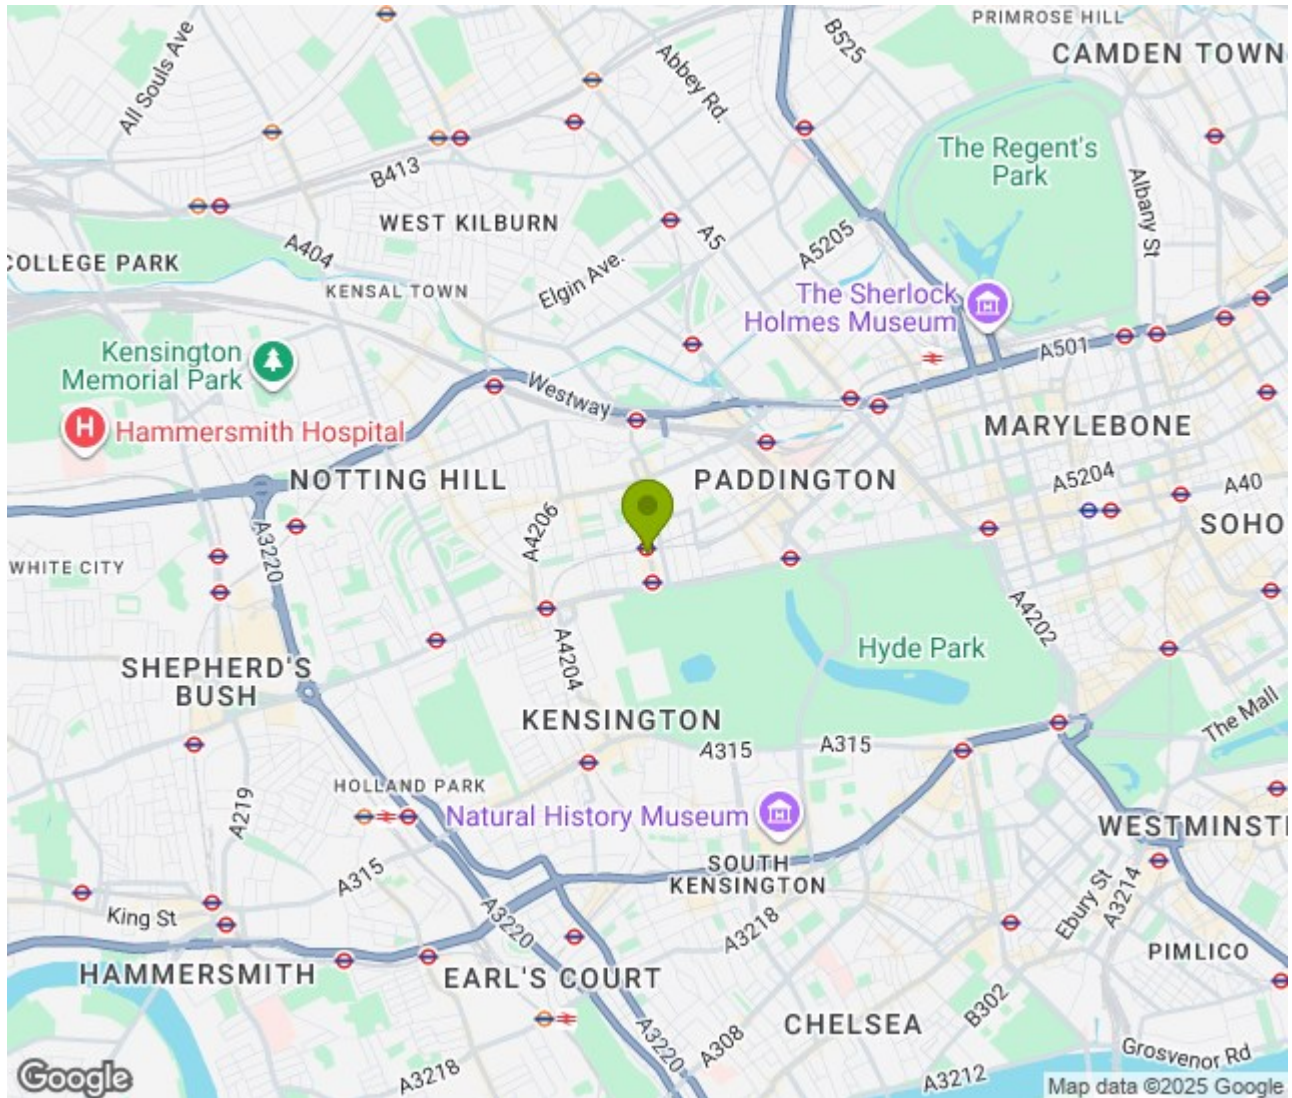 PRIMROSE HILL
CAMDEN TOWN
B525
All Souls Ave
Abbey Rd.
The Regent's
Park
B413
Albany St
WEST KILBURN
A5
A5205
A404
COLLEGE PARK
Elgin Ave.
KENSAL TOWN
The Sherlock
Holmes Museum
A501
Kensington
Memorial Park
Westway
H
Hammersmith Hospital
MARYLEBONE
NOTTING HILL
PADDINGTON
A5204
A40
A4206
SOHO
A3220
WHITE CITY
A4202
Hyde Park
A4204
SHEPHERD'S
BUSH
KENSINGTON
The Mall
A315
A315
HOLLAND PARK
A219
Natural History Museum
WESTMINST
SOUTH
KENSINGTON
A315
Ebury St
A3214
King St
A3220
A3218
PIMLICO
HAMMERSMITH
EARL'S COURT
B302
CHELSEA
A3220
A308
Grosvenor Rd
A3218
A3212
Google
Map data ©2025 Google